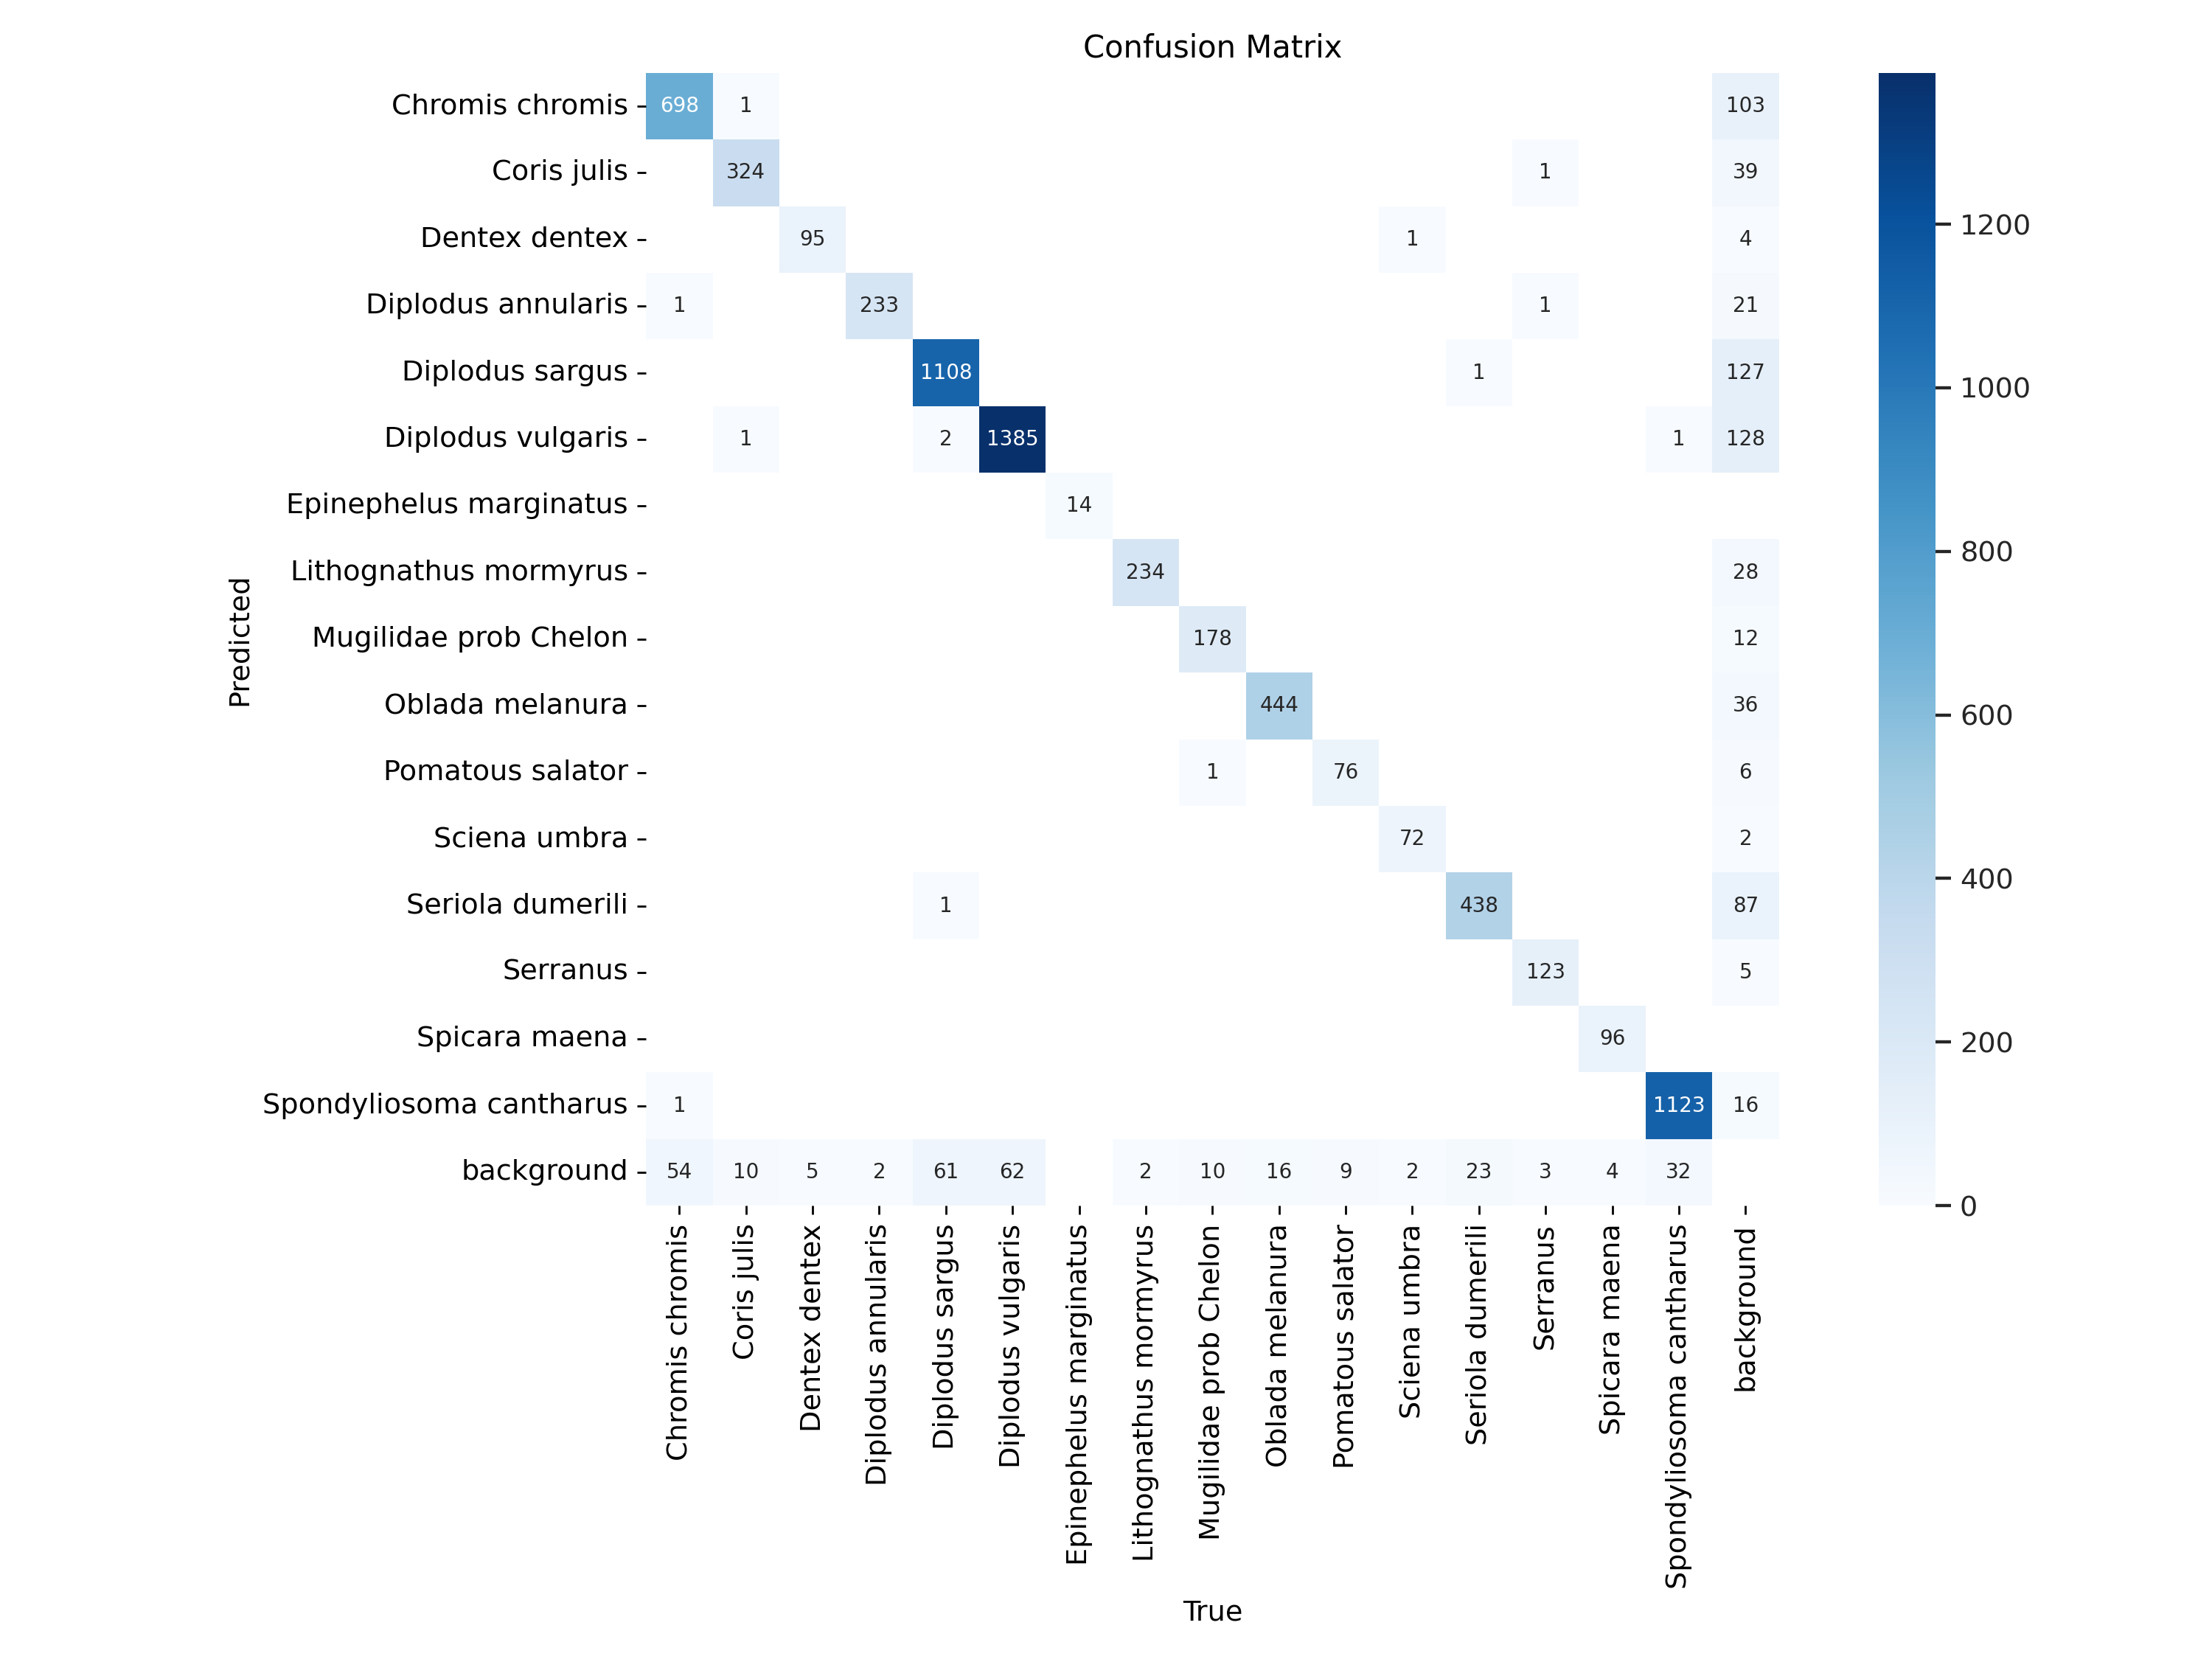 Confusion Matrix
Chromis chromis 698 1 103
Coris julis 324 1 39
Dentex dentex 95 1 4
Diplodus annularis 1 233 1 21
Diplodus sargus 1108 1 127
Diplodus vulgaris 1 2 1385 1 128
Epinephelus marginatus 14
Lithognathus mormyrus 234 28
Mugilidae prob Chelon 178 12
Oblada melanura 444 36
Pomatous salator 1 76 6
Sciena umbra 72 2
Seriola dumerili 1 438 87
Serranus 123 5
Spicara maena 96
Spondyliosoma cantharus 1 1123 16
background 54 10 5 2 61 62 2 10 16 9 2 23 3 4 32
Predicted
Chromis chromis
Coris julis
Dentex dentex
Diplodus annularis
Diplodus sargus
Diplodus vulgaris
Epinephelus marginatus
Lithognathus mormyrus
Mugilidae prob Chelon
Oblada melanura
Pomatous salator
Sciena umbra
Seriola dumerili
Serranus
Spicara maena
Spondyliosoma cantharus
background
True
1200
1000
800
600
400
200
0